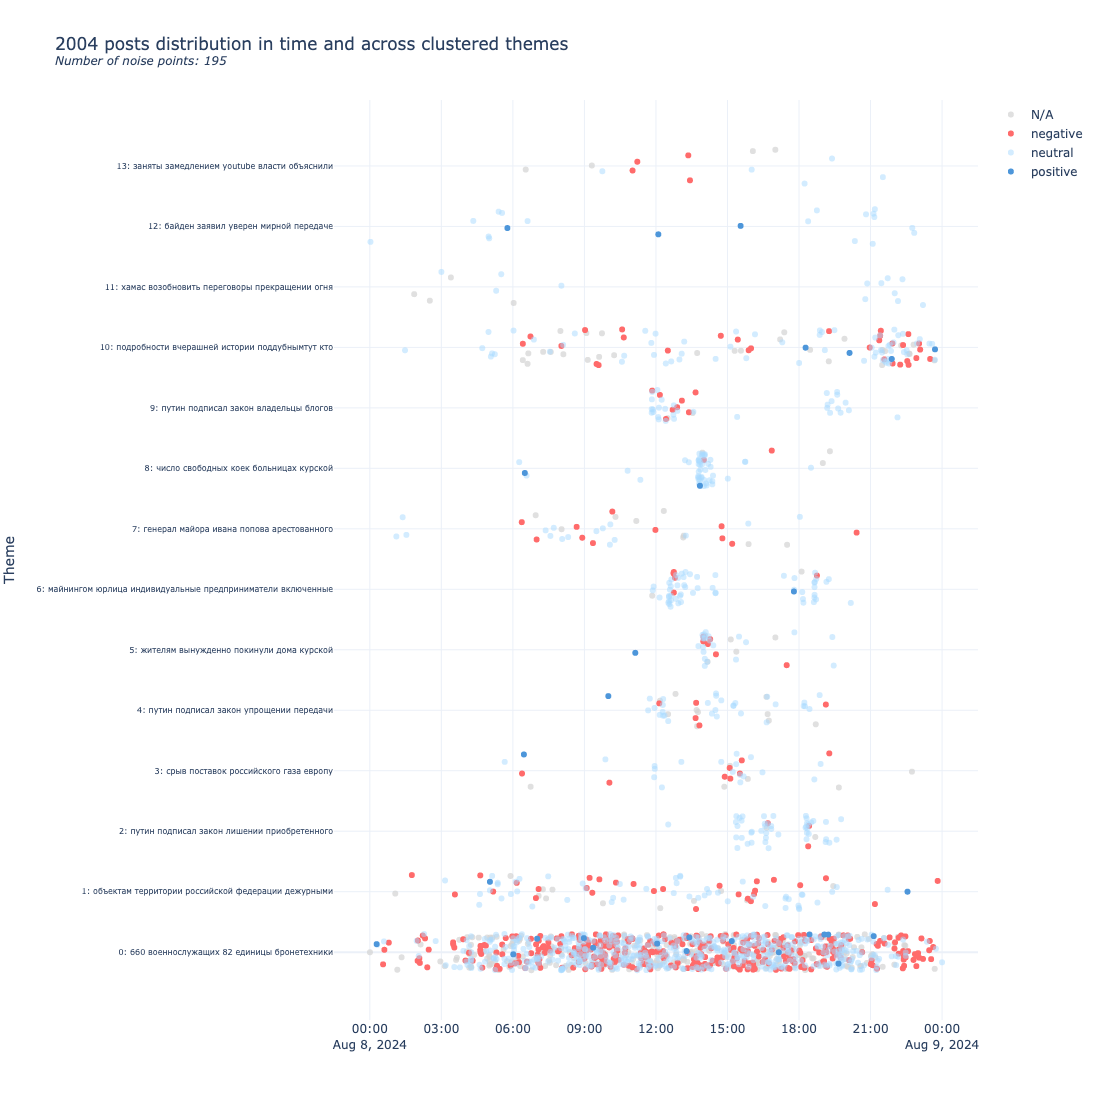 2004 posts distribution in time and across clustered themes
Number of noise points: 195
N/A
negative
neutral
positive
13: заняты замедлением youtube власти объяснили
12: байден заявил уверен мирной передаче
11: хамас возобновить переговоры прекращении огня
10: подробности вчерашней истории поддубнымтут кто
9: путин подписал закон владельцы блогов
8: число свободных коек больницах курской
7: генерал майора ивана попова арестованного
6: майнингом юрлица индивидуальные предприниматели включенные
5: жителям вынужденно покинули дома курской
4: путин подписал закон упрощении передачи
3: срыв поставок российского газа европу
2: путин подписал закон лишении приобретенного
1: объектам территории российской федерации дежурными
0: 660 военнослужащих 82 единицы бронетехники
Theme
00:00 03:00 06:00 09:00 12:00 15:00 18:00 21:00 00:00
Aug 8, 2024 Aug 9, 2024